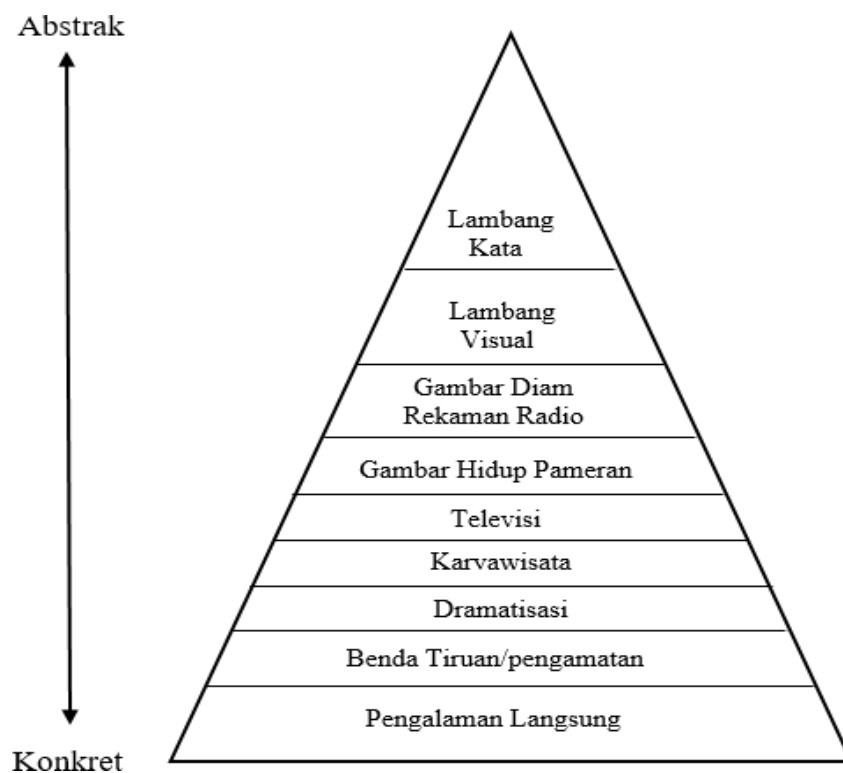 Abstrak
Lambang
Kata
Lambang
Visual
Gambar Diam
Rekaman Radio
Gambar Hidup Pameran
Televisi
Karvawisata
Dramatisasi
Benda Tiruan/pengamatan
Pengalaman Langsung
Konkret